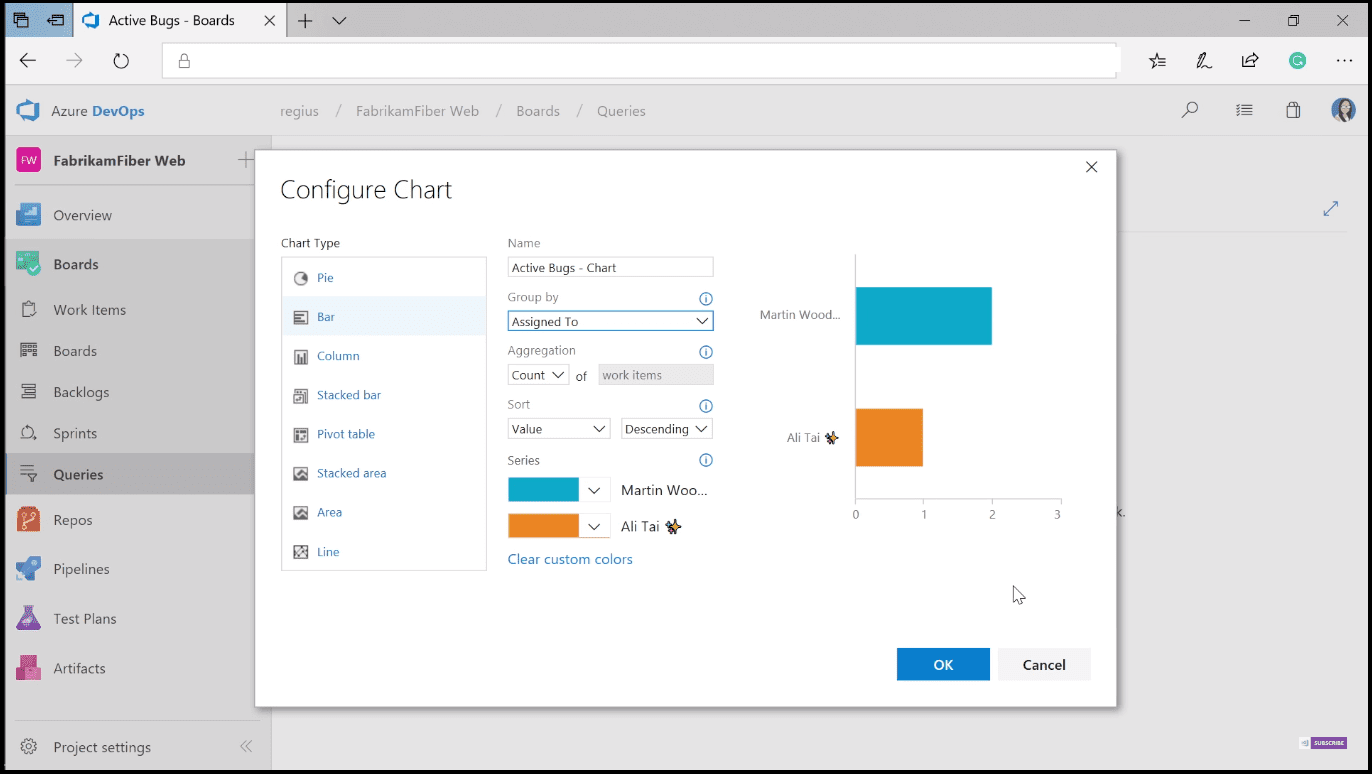 Active Bugs - Boards
Azure DevOps
regius / FabrikamFiber Web / Boards / Queries
FW FabrikamFiber Web
Overview
Boards
Work Items
Boards
Backlogs
Sprints
Queries
Repos
Pipelines
Test Plans
Artifacts
Project settings
Configure Chart
Chart Type
Pie
Bar
Column
Stacked bar
Pivot table
Stacked area
Area
Line
Name
Active Bugs - Chart
Group by
Assigned To
Aggregation
Count of work items
Sort
Value Descending
Series
Martin Woo...
Ali Tai
Clear custom colors
Martin Wood...
Ali Tai
0 1 2 3
k.
OK Cancel
SUBSCRIBE